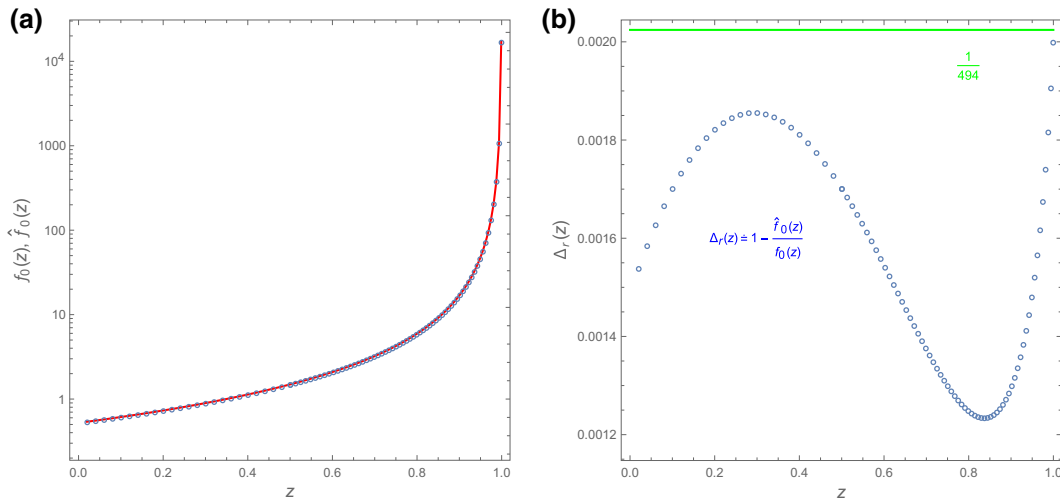 (a)
10^4
1000
100
10
1
0.0 0.2 0.4 0.6 0.8 1.0
z
f_0(z), f̂_0(z)
(b)
0.0020
0.0018
0.0016
0.0014
0.0012
0.0 0.2 0.4 0.6 0.8 1.0
z
Δ_r(z)
1/494
Δ_r(z) ≐ 1 − f̂_0(z)/f_0(z)